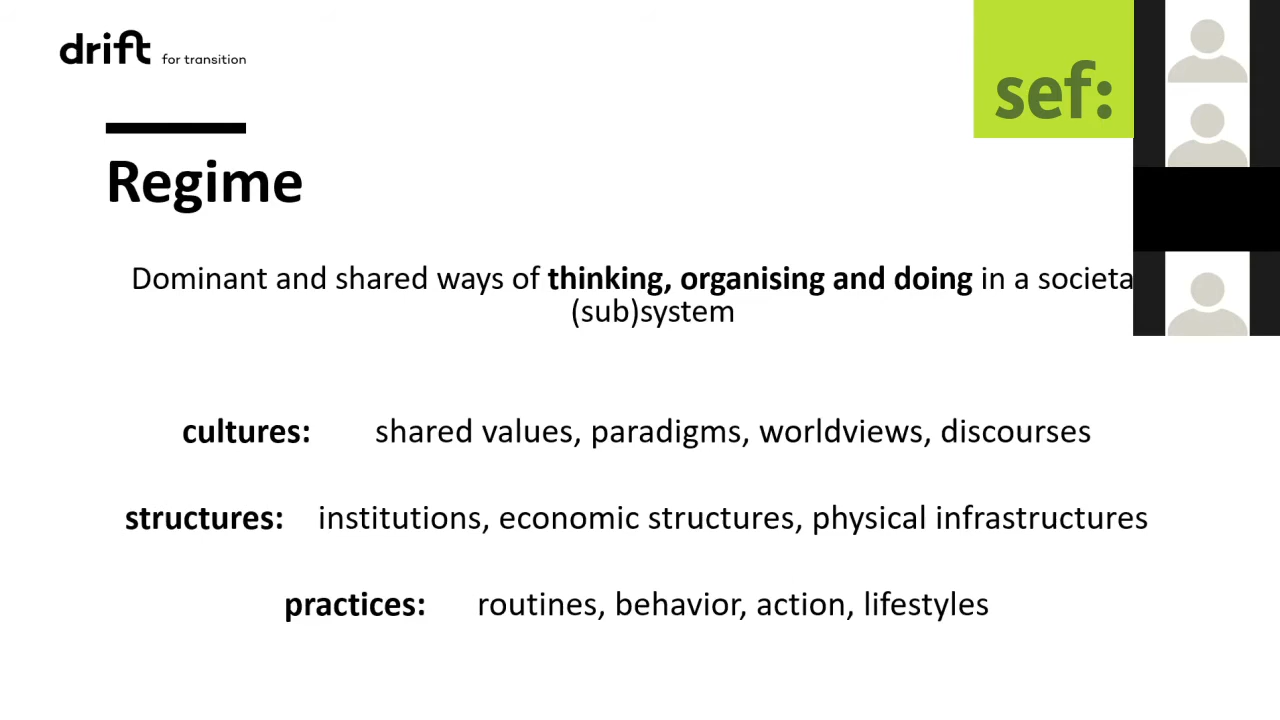 drift for transition
sef:
Regime
Dominant and shared ways of thinking, organising and doing in a societa
(sub)system
cultures: shared values, paradigms, worldviews, discourses
structures: institutions, economic structures, physical infrastructures
practices: routines, behavior, action, lifestyles